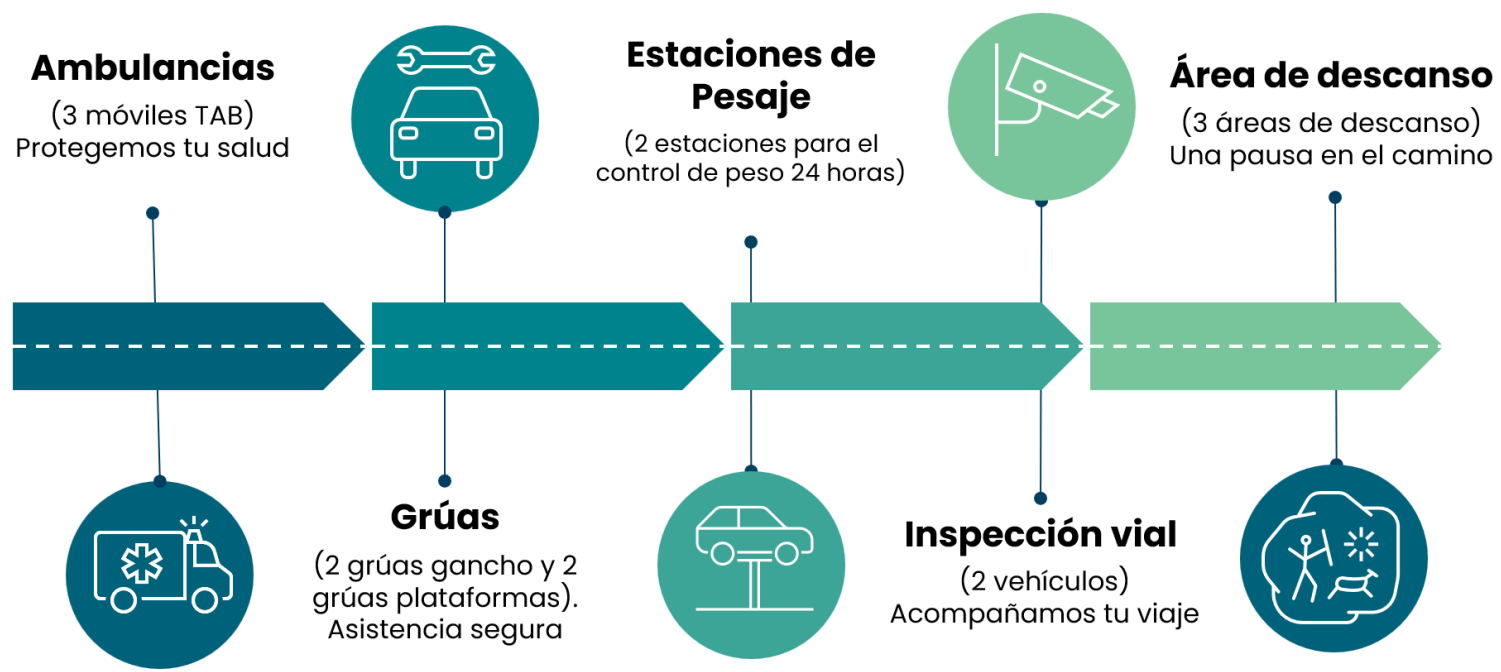 Ambulancias
(3 móviles TAB)
Protegemos tu salud
Grúas
(2 grúas gancho y 2
grúas plataformas).
Asistencia segura
Estaciones de
Pesaje
(2 estaciones para el
control de peso 24 horas)
Inspección vial
(2 vehículos)
Acompañamos tu viaje
Área de descanso
(3 áreas de descanso)
Una pausa en el camino